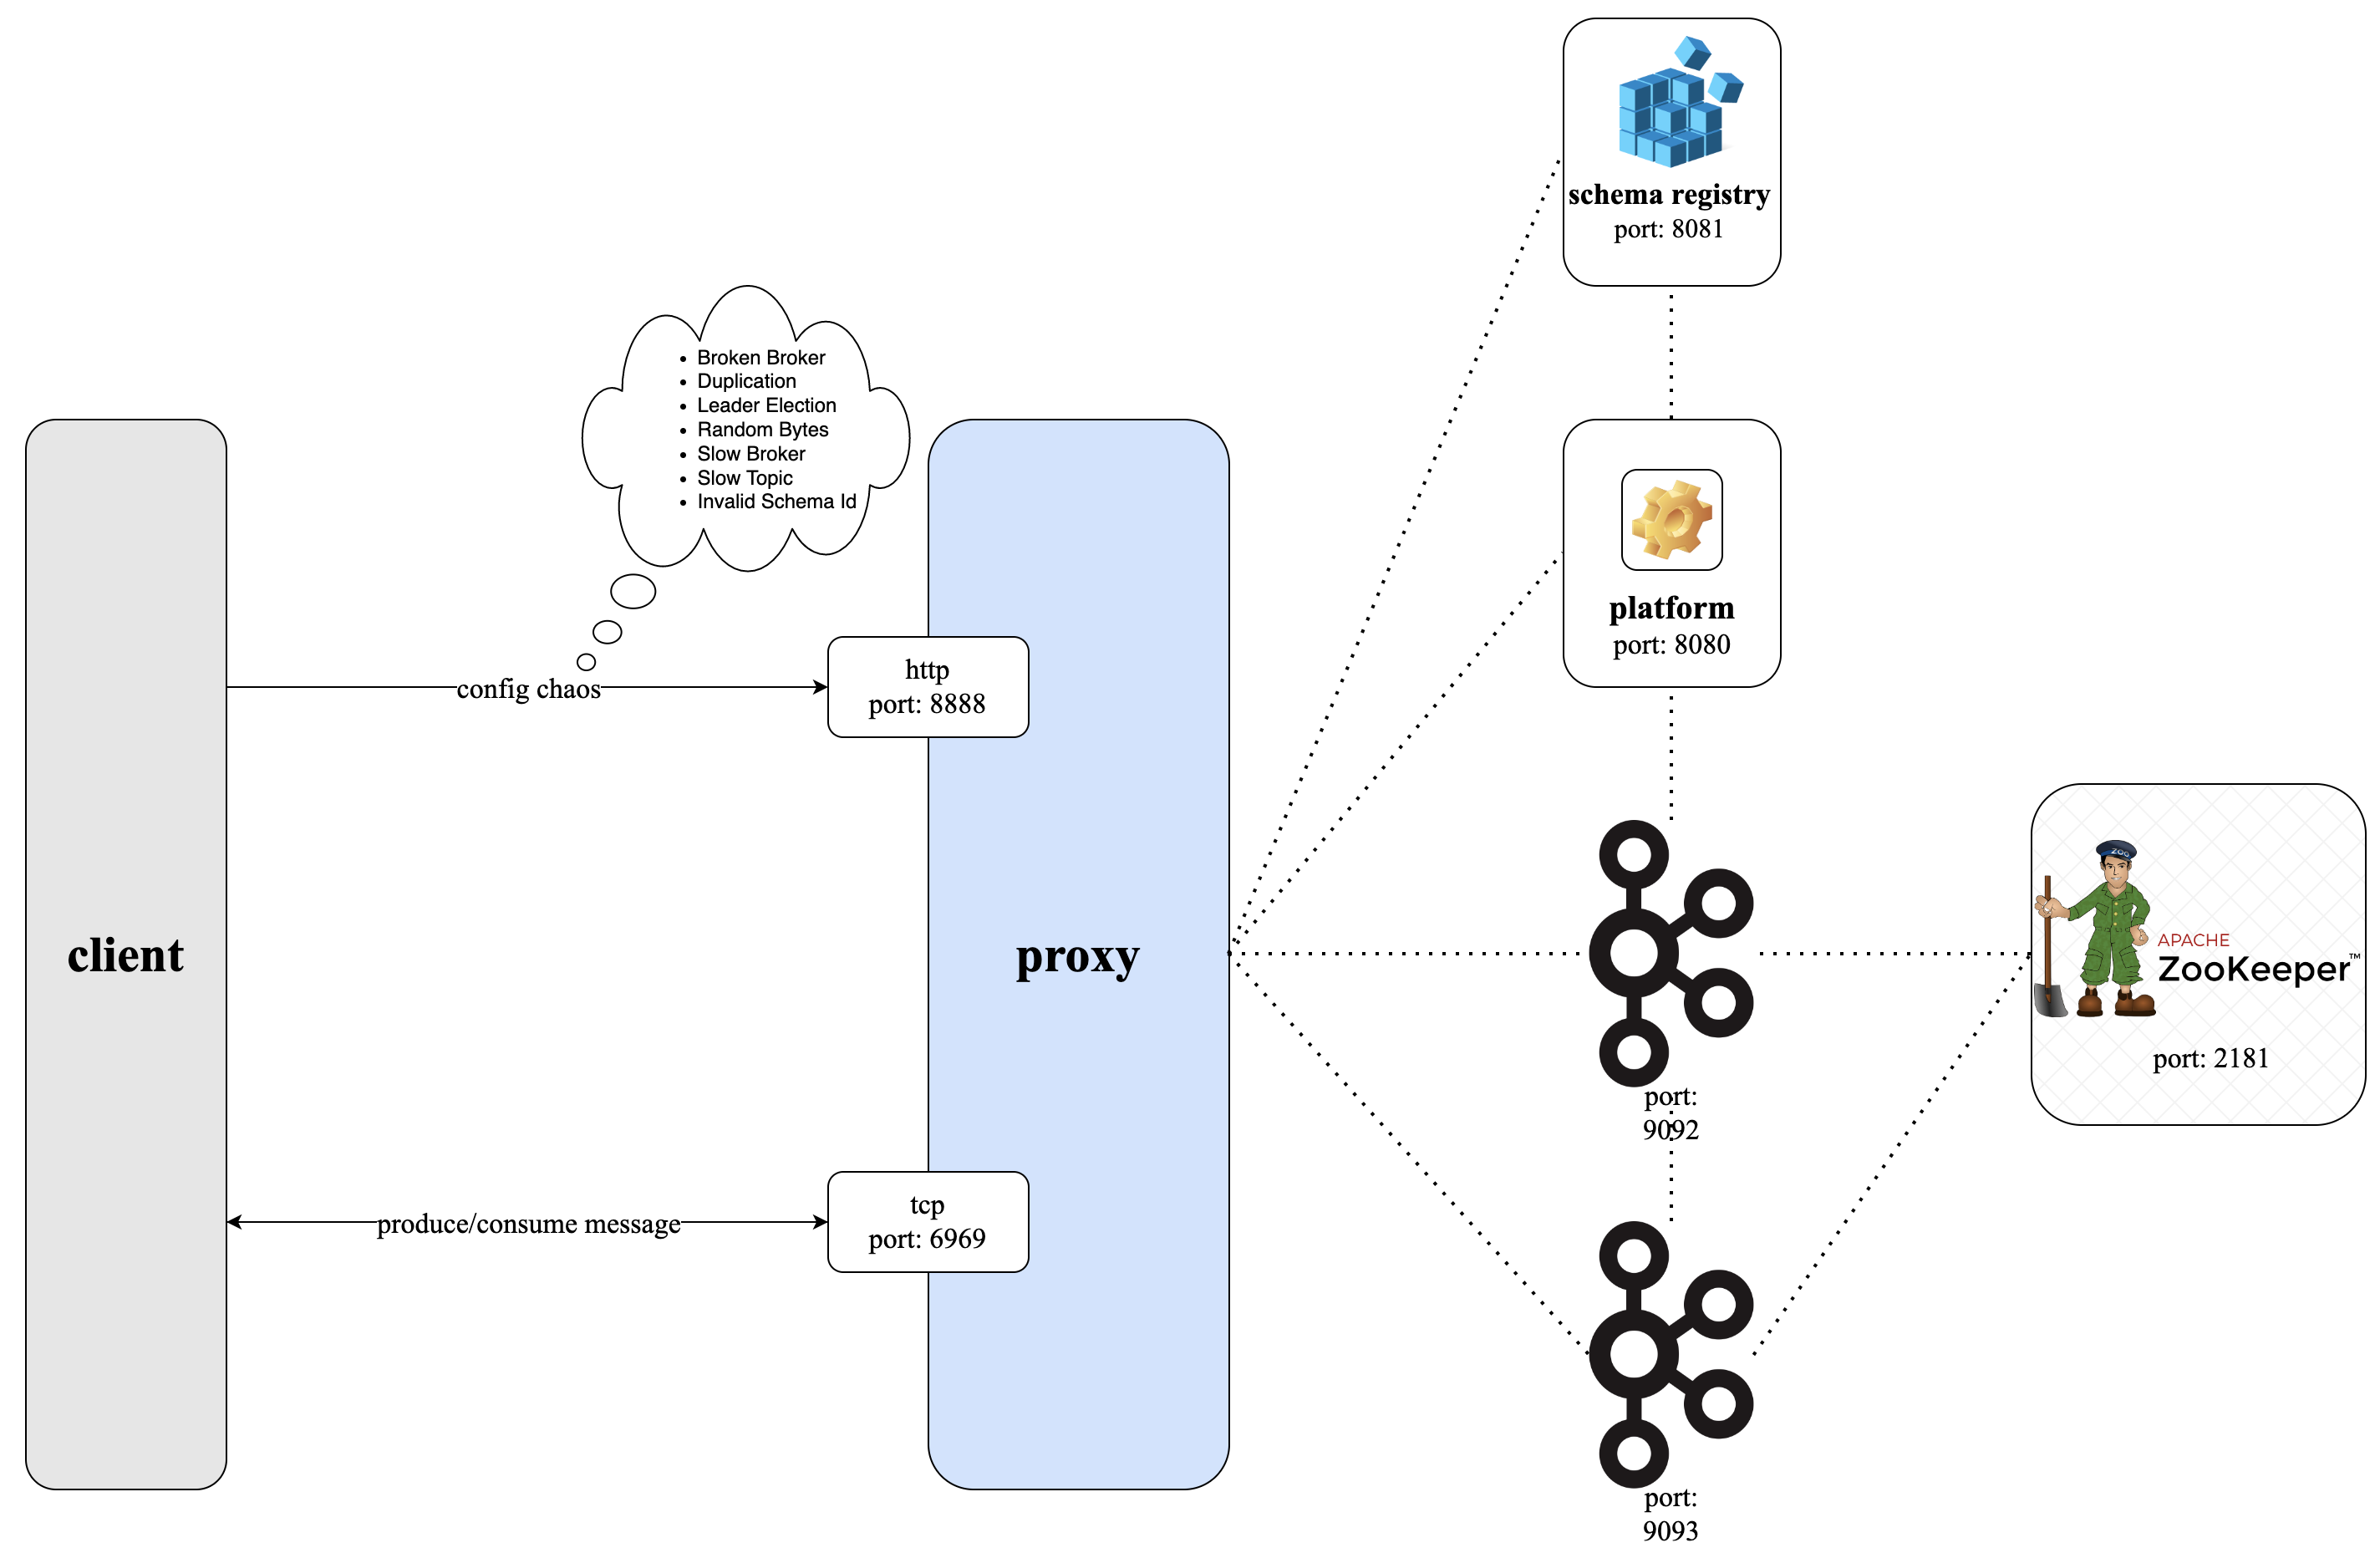 schema registry
port: 8081
Broken Broker
Duplication
Leader Election
Random Bytes
Slow Broker
Slow Topic
Invalid Schema Id
platform
port: 8080
http
port: 8888
config chaos
client
proxy
ZOO
APACHE
ZooKeeper™
port: 2181
port:
9092
tcp
port: 6969
produce/consume message
port:
9093